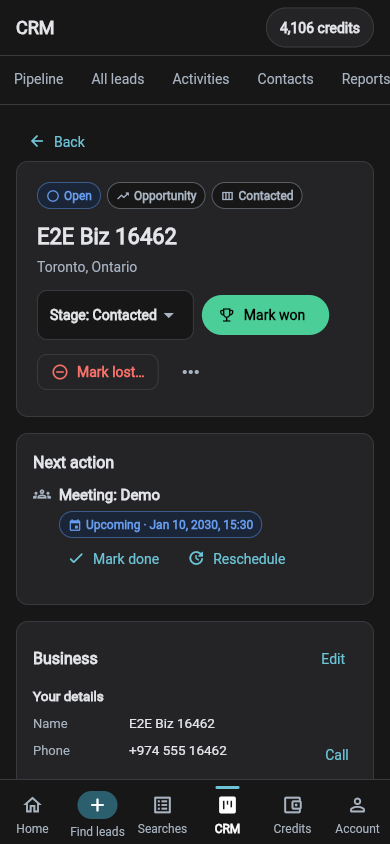 CRM
4,106 credits
Pipeline All leads Activities Contacts Reports
Back
Open Opportunity Contacted
E2E Biz 16462
Toronto, Ontario
Stage: Contacted Mark won
Mark lost...
Next action
Meeting: Demo
Upcoming · Jan 10, 2030, 15:30
Mark done Reschedule
Business Edit
Your details
Name E2E Biz 16462
Phone +974 555 16462
Call
Home Find leads Searches CRM Credits Account